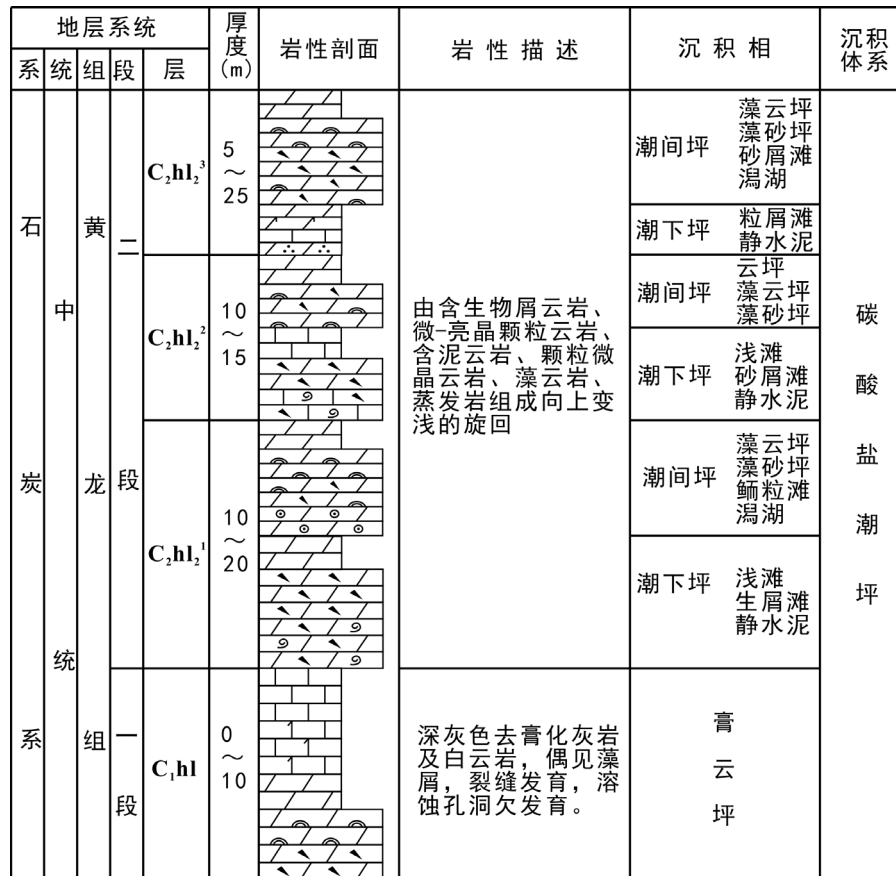 地层系统
厚度(m)
岩性剖面
岩性描述
沉积相
沉积体系
系 统 组 段 层
石炭系
中统
黄龙组
二段
C₂hl₂³
5～25
潮间坪
藻云坪
藻砂坪
砂屑滩
潟湖
潮下坪
粒屑滩
静水泥
C₂hl₂²
10～15
由含生物屑云岩、
微-亮晶颗粒云岩、
含泥云岩、颗粒微
晶云岩、藻云岩、
蒸发岩组成向上变
浅的旋回
潮间坪
云坪
藻云坪
藻砂坪
潮下坪
浅滩
砂屑滩
静水泥
C₂hl₂¹
10～20
潮间坪
藻云坪
藻砂坪
鲕粒滩
潟湖
潮下坪
浅滩
生屑滩
静水泥
碳酸盐潮坪
一段
C₁hl
0～10
深灰色去膏化灰岩
及白云岩，偶见藻
屑，裂缝发育，溶
蚀孔洞欠发育。
膏云坪